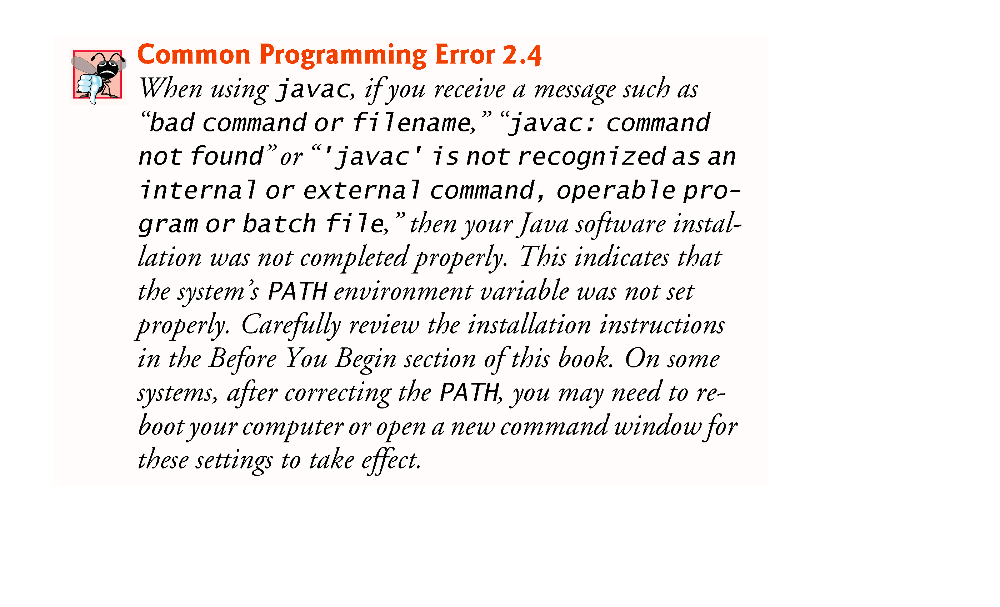 Common Programming Error 2.4
When using javac, if you receive a message such as
“bad command or filename,” “javac: command
not found” or “'javac' is not recognized as an
internal or external command, operable pro-
gram or batch file,” then your Java software instal-
lation was not completed properly. This indicates that
the system’s PATH environment variable was not set
properly. Carefully review the installation instructions
in the Before You Begin section of this book. On some
systems, after correcting the PATH, you may need to re-
boot your computer or open a new command window for
these settings to take effect.